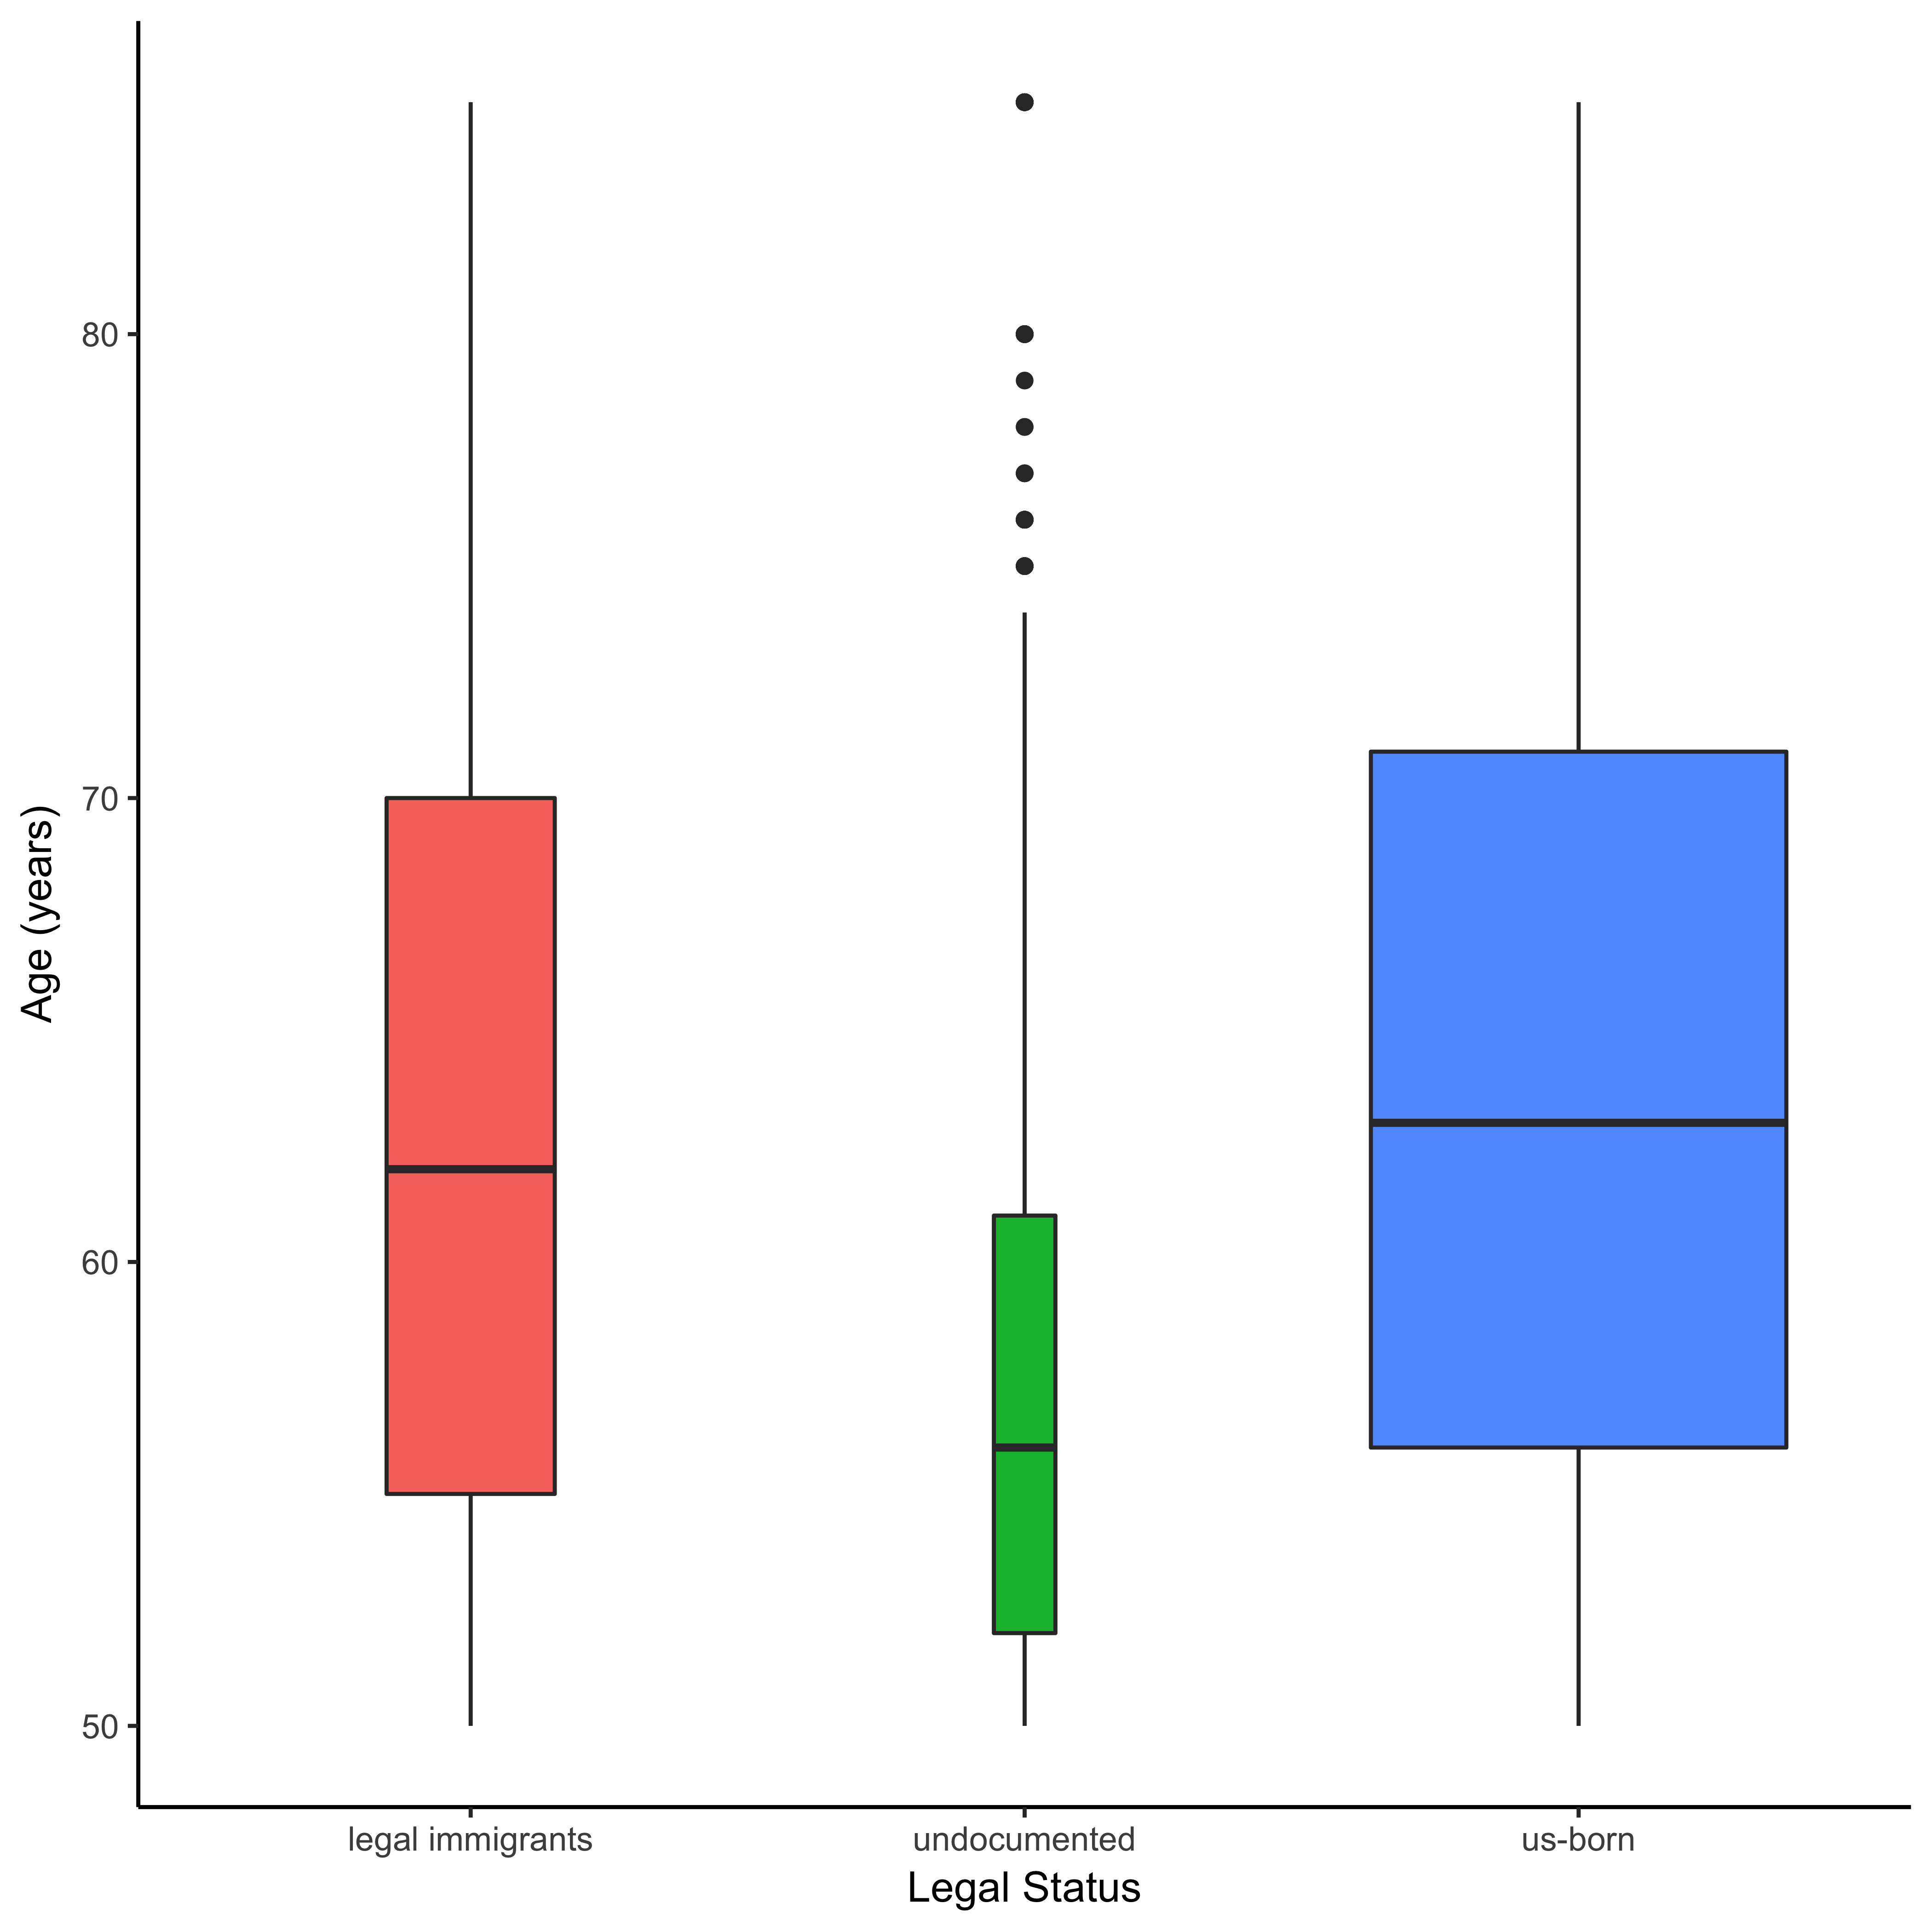 Age (years)
80
70
60
50
legal immigrants
undocumented
us-born
Legal Status